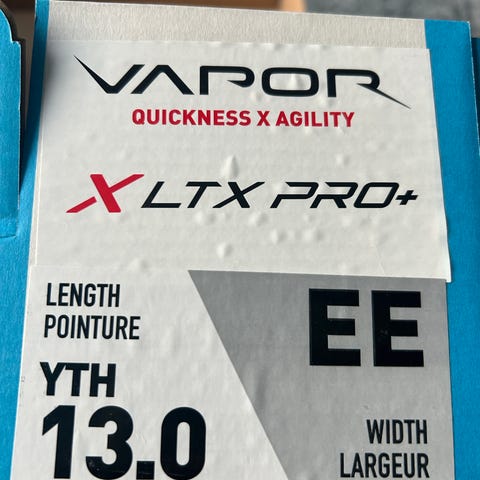 VAPOR
QUICKNESS X AGILITY
X LTX PRO+
LENGTH
POINTURE
EE
YTH
13.0
WIDTH
LARGEUR